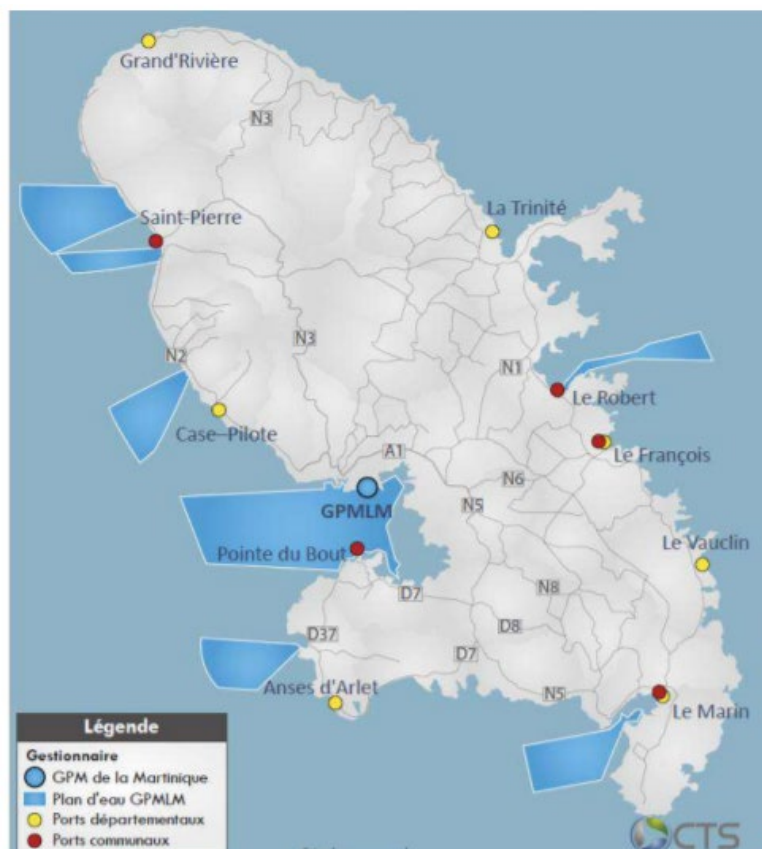 Grand'Rivière
N3
La Trinité
Saint-Pierre
N3
N2
N1
Le Robert
Case–Pilote
A1
Le François
N6
GPMLM
N5
Pointe du Bout
Le Vauclin
N8
D7
D8
D37
D7
Anses d'Arlet
N5
Le Marin
Légende
Gestionnaire
GPM de la Martinique
Plan d'eau GPMLM
Ports départementaux
Ports communaux
CTS